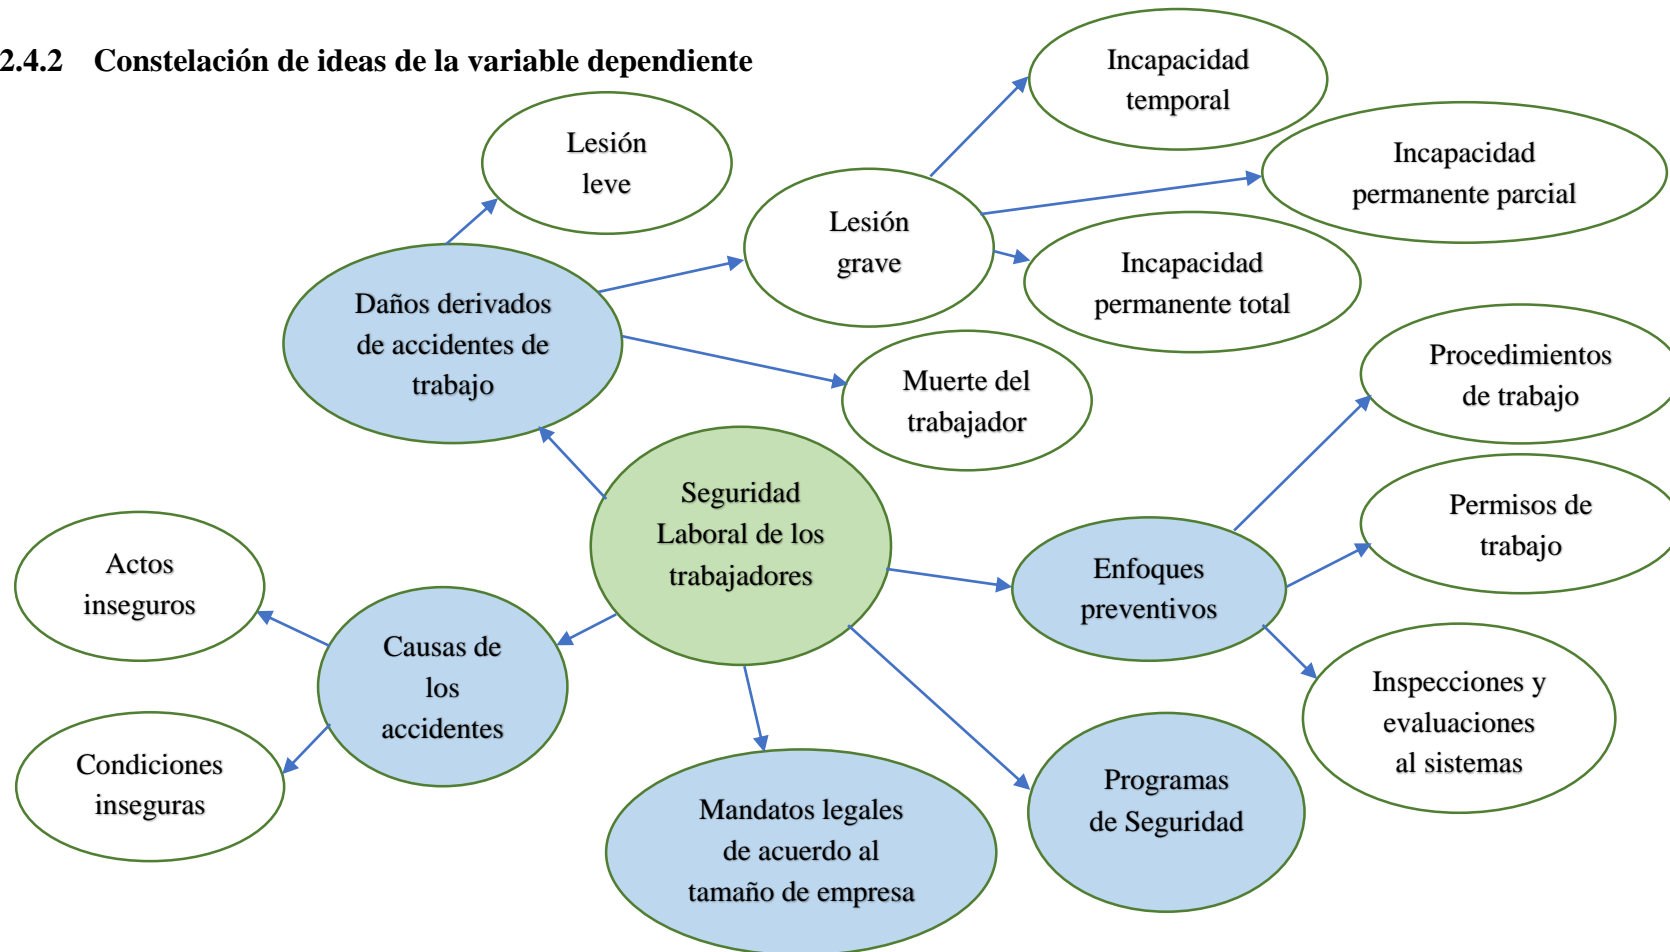 2.4.2 Constelación de ideas de la variable dependiente
Incapacidad
temporal
Lesión
leve
Incapacidad
permanente parcial
Lesión
grave
Incapacidad
permanente total
Daños derivados
de accidentes de
trabajo
Muerte del
trabajador
Procedimientos
de trabajo
Seguridad
Laboral de los
trabajadores
Permisos de
trabajo
Enfoques
preventivos
Actos
inseguros
Causas de
los
accidentes
Inspecciones y
evaluaciones
al sistemas
Condiciones
inseguras
Mandatos legales
de acuerdo al
tamaño de empresa
Programas
de Seguridad